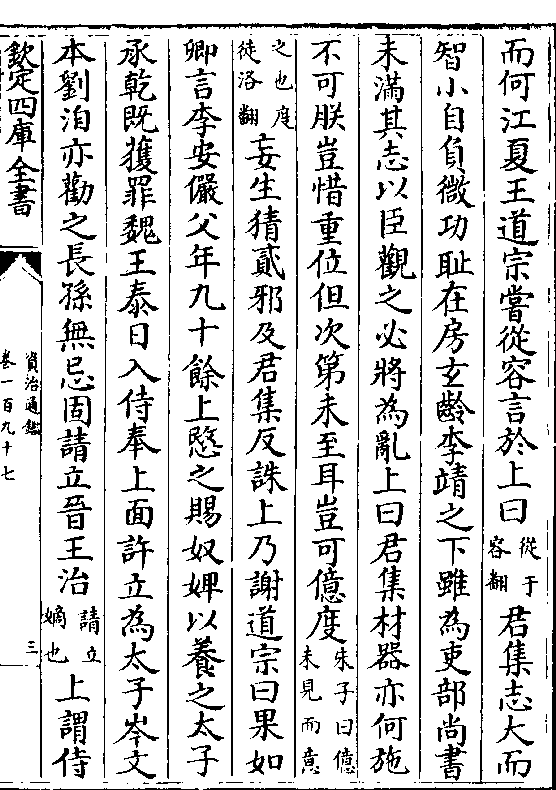 而何江夏王道宗嘗從容言於上曰從于容翻君集志大而
智小自負微功耻在房玄齡李靖之下雖為吏部尚書
未滿其志以臣觀之必將為亂上曰君集材器亦何施
不可朕豈惜重位但次第未至耳豈可億度朱子曰億未見而意
之也度徒洛翻妄生猜貳邪及君集反誅上乃謝道宗曰果如
卿言李安儼父年九十餘上愍之賜奴婢以養之太子
承乾既獲罪魏王泰日入侍奉上面許立為太子岑文
本劉洎亦勸之長孫無忌固請立晉王治請立嫡也上謂侍
欽定四庫全書
資治通鑑
卷一百九十七
三